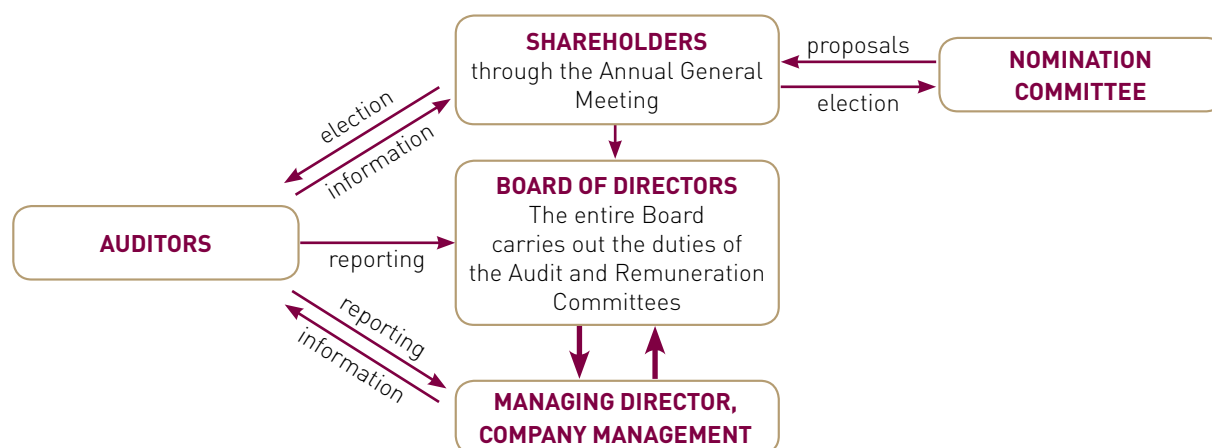 SHAREHOLDERS
through the Annual General
Meeting
proposals
election
NOMINATION
COMMITTEE
election
information
BOARD OF DIRECTORS
The entire Board
carries out the duties of
the Audit and Remuneration
Committees
AUDITORS
reporting
reporting
information
MANAGING DIRECTOR,
COMPANY MANAGEMENT